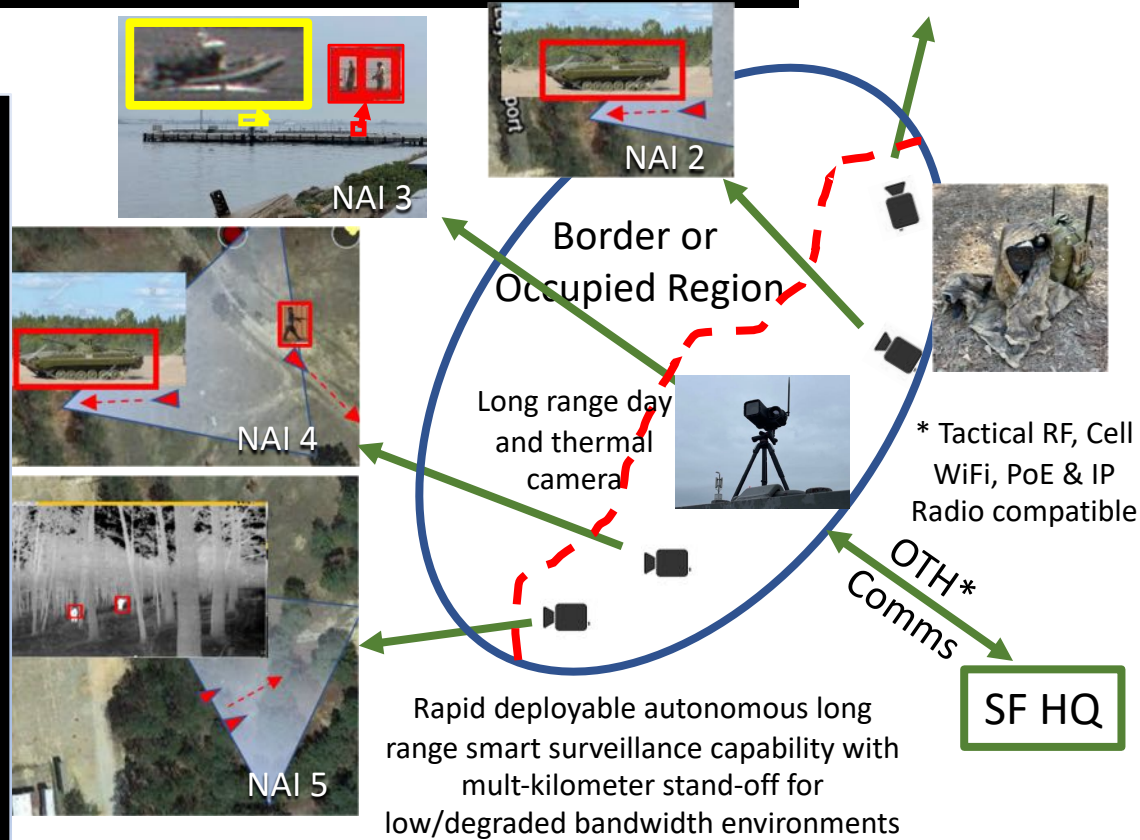 port
NAI 2
NAI 3
Border or
Occupied Region
NAI 4
Long range day
and thermal
camera
* Tactical RF, Cell
WiFi, PoE & IP
Radio compatible
OTH*
Comms
SF HQ
NAI 5
Rapid deployable autonomous long
range smart surveillance capability with
mult-kilometer stand-off for
low/degraded bandwidth environments